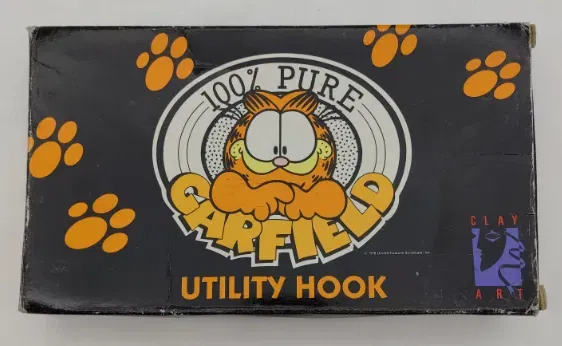 100% PURE
GARFIELD
UTILITY HOOK
CLAY
ART